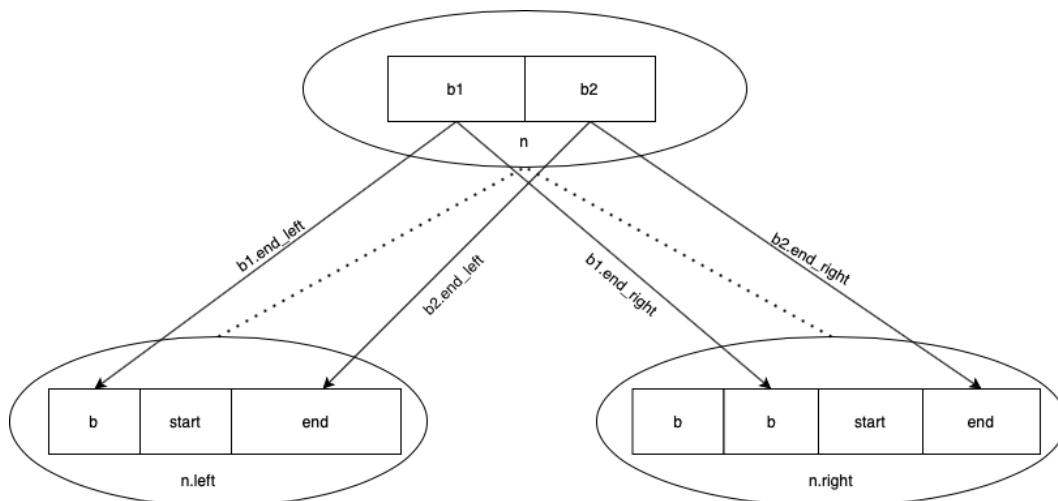 b1 b2
n
b1.end_left
b2.end_left
b1.end_right
b2.end_right
b start end
n.left
b b start end
n.right